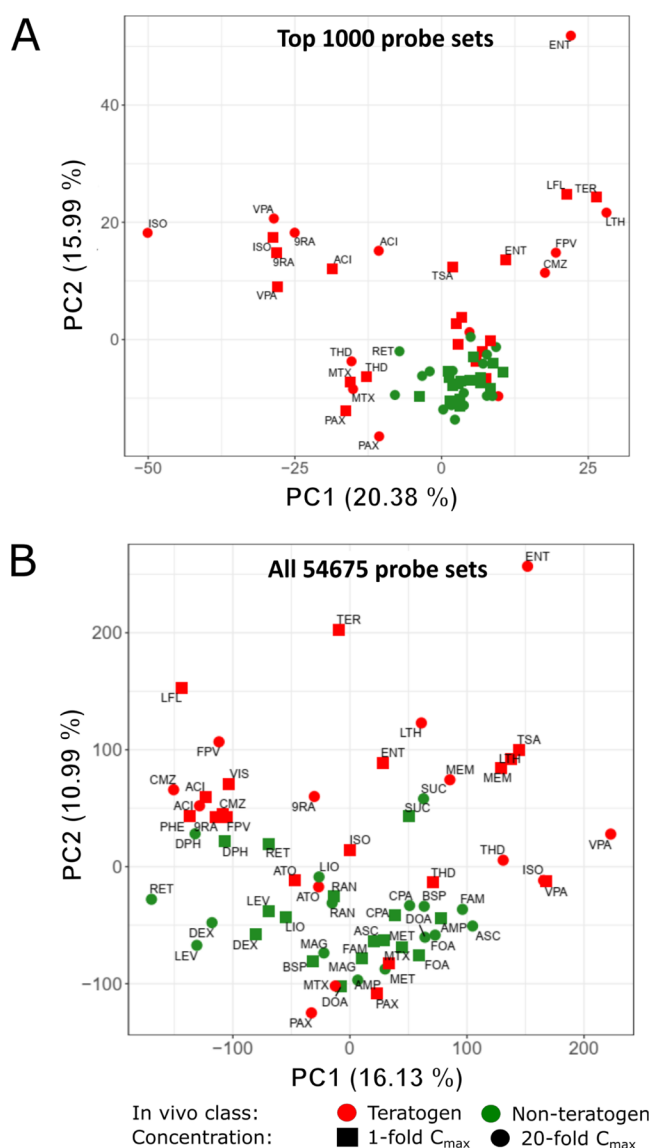 A
Top 1000 probe sets
ENT
40
LFL TER
VPA
20
ISO
LTH
9RA
ACI
FPV
ISO
9RA
ACI
ENT
CMZ
TSA
VPA
PC2 (15.99 %)
0
THD
RET
THD
MTX
MTX
PAX
PAX
−50 −25 0 25
PC1 (20.38 %)
B
All 54675 probe sets
ENT
200
TER
LFL
LTH
TSA
100
FPV
ENT
LTH
VIS
MEM
MEM
CMZ
ACI
SUC
ACI
CMZ
9RA
SUC
PHE 9RA FPV
VPA
DPH
DPH
RET
ISO
THD
PC2 (10.99 %)
0
LIO
THD
ISO
RET
ATO
RAN
VPA
LEV
ATO
RAN
CPA BSP
FAM
DEX
LIO
CPA
DOA
ASC
AMP
ASC
LEV
DEX
MAG
FAM
MET
FOA
BSP
MTX
FOA
MAG
−100
MTX
AMP
MET
DOA
PAX
PAX
−100 0 100 200
PC1 (16.13 %)
In vivo class: Teratogen Non-teratogen
Concentration: 1-fold Cmax 20-fold Cmax